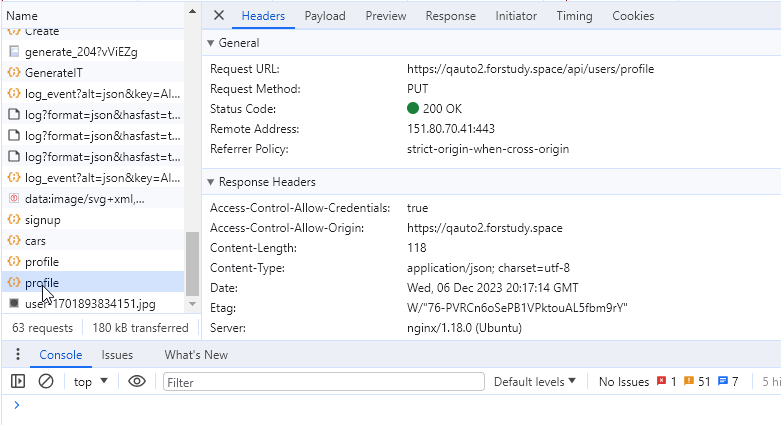 Name
Headers Payload Preview Response Initiator Timing Cookies
Create
generate_204?vViEZg
GenerateIT
log_event?alt=json&key=AI...
log?format=json&hasfast=t...
log?format=json&hasfast=t...
log?format=json&hasfast=t...
log_event?alt=json&key=AI...
data:image/svg+xml,...
signup
cars
profile
profile
user-1701893834151.jpg
63 requests 180 kB transferred
General
Request URL: https://qauto2.forstudy.space/api/users/profile
Request Method: PUT
Status Code: 200 OK
Remote Address: 151.80.70.41:443
Referrer Policy: strict-origin-when-cross-origin
Response Headers
Access-Control-Allow-Credentials: true
Access-Control-Allow-Origin: https://qauto2.forstudy.space
Content-Length: 118
Content-Type: application/json; charset=utf-8
Date: Wed, 06 Dec 2023 20:17:14 GMT
Etag: W/"76-PVRCn6oSePB1VPktouAL5fbm9rY"
Server: nginx/1.18.0 (Ubuntu)
Console Issues What's New
top Filter Default levels No Issues 1 51 7 5 hi